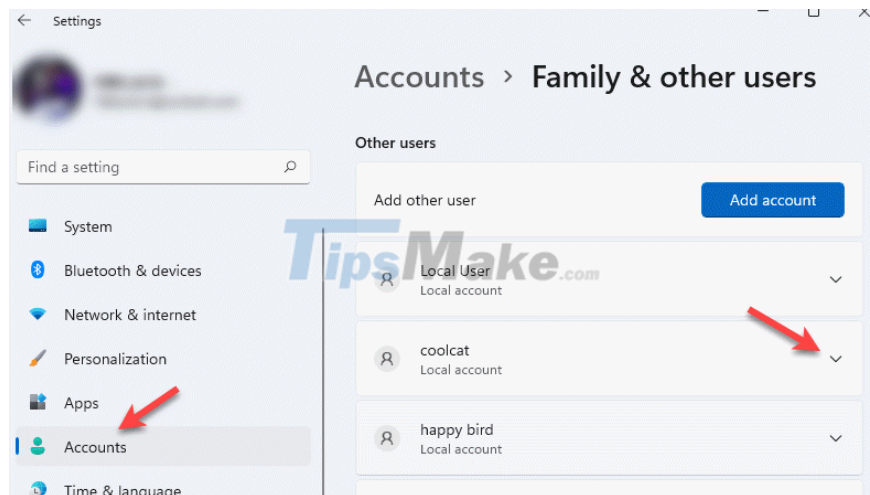 Settings
Accounts > Family & other users
Other users
Find a setting
Add other user
Add account
System
Bluetooth & devices
Network & internet
Personalization
Apps
Accounts
Time & language
TipsMake.com
Local User
Local account
coolcat
Local account
happy bird
Local account